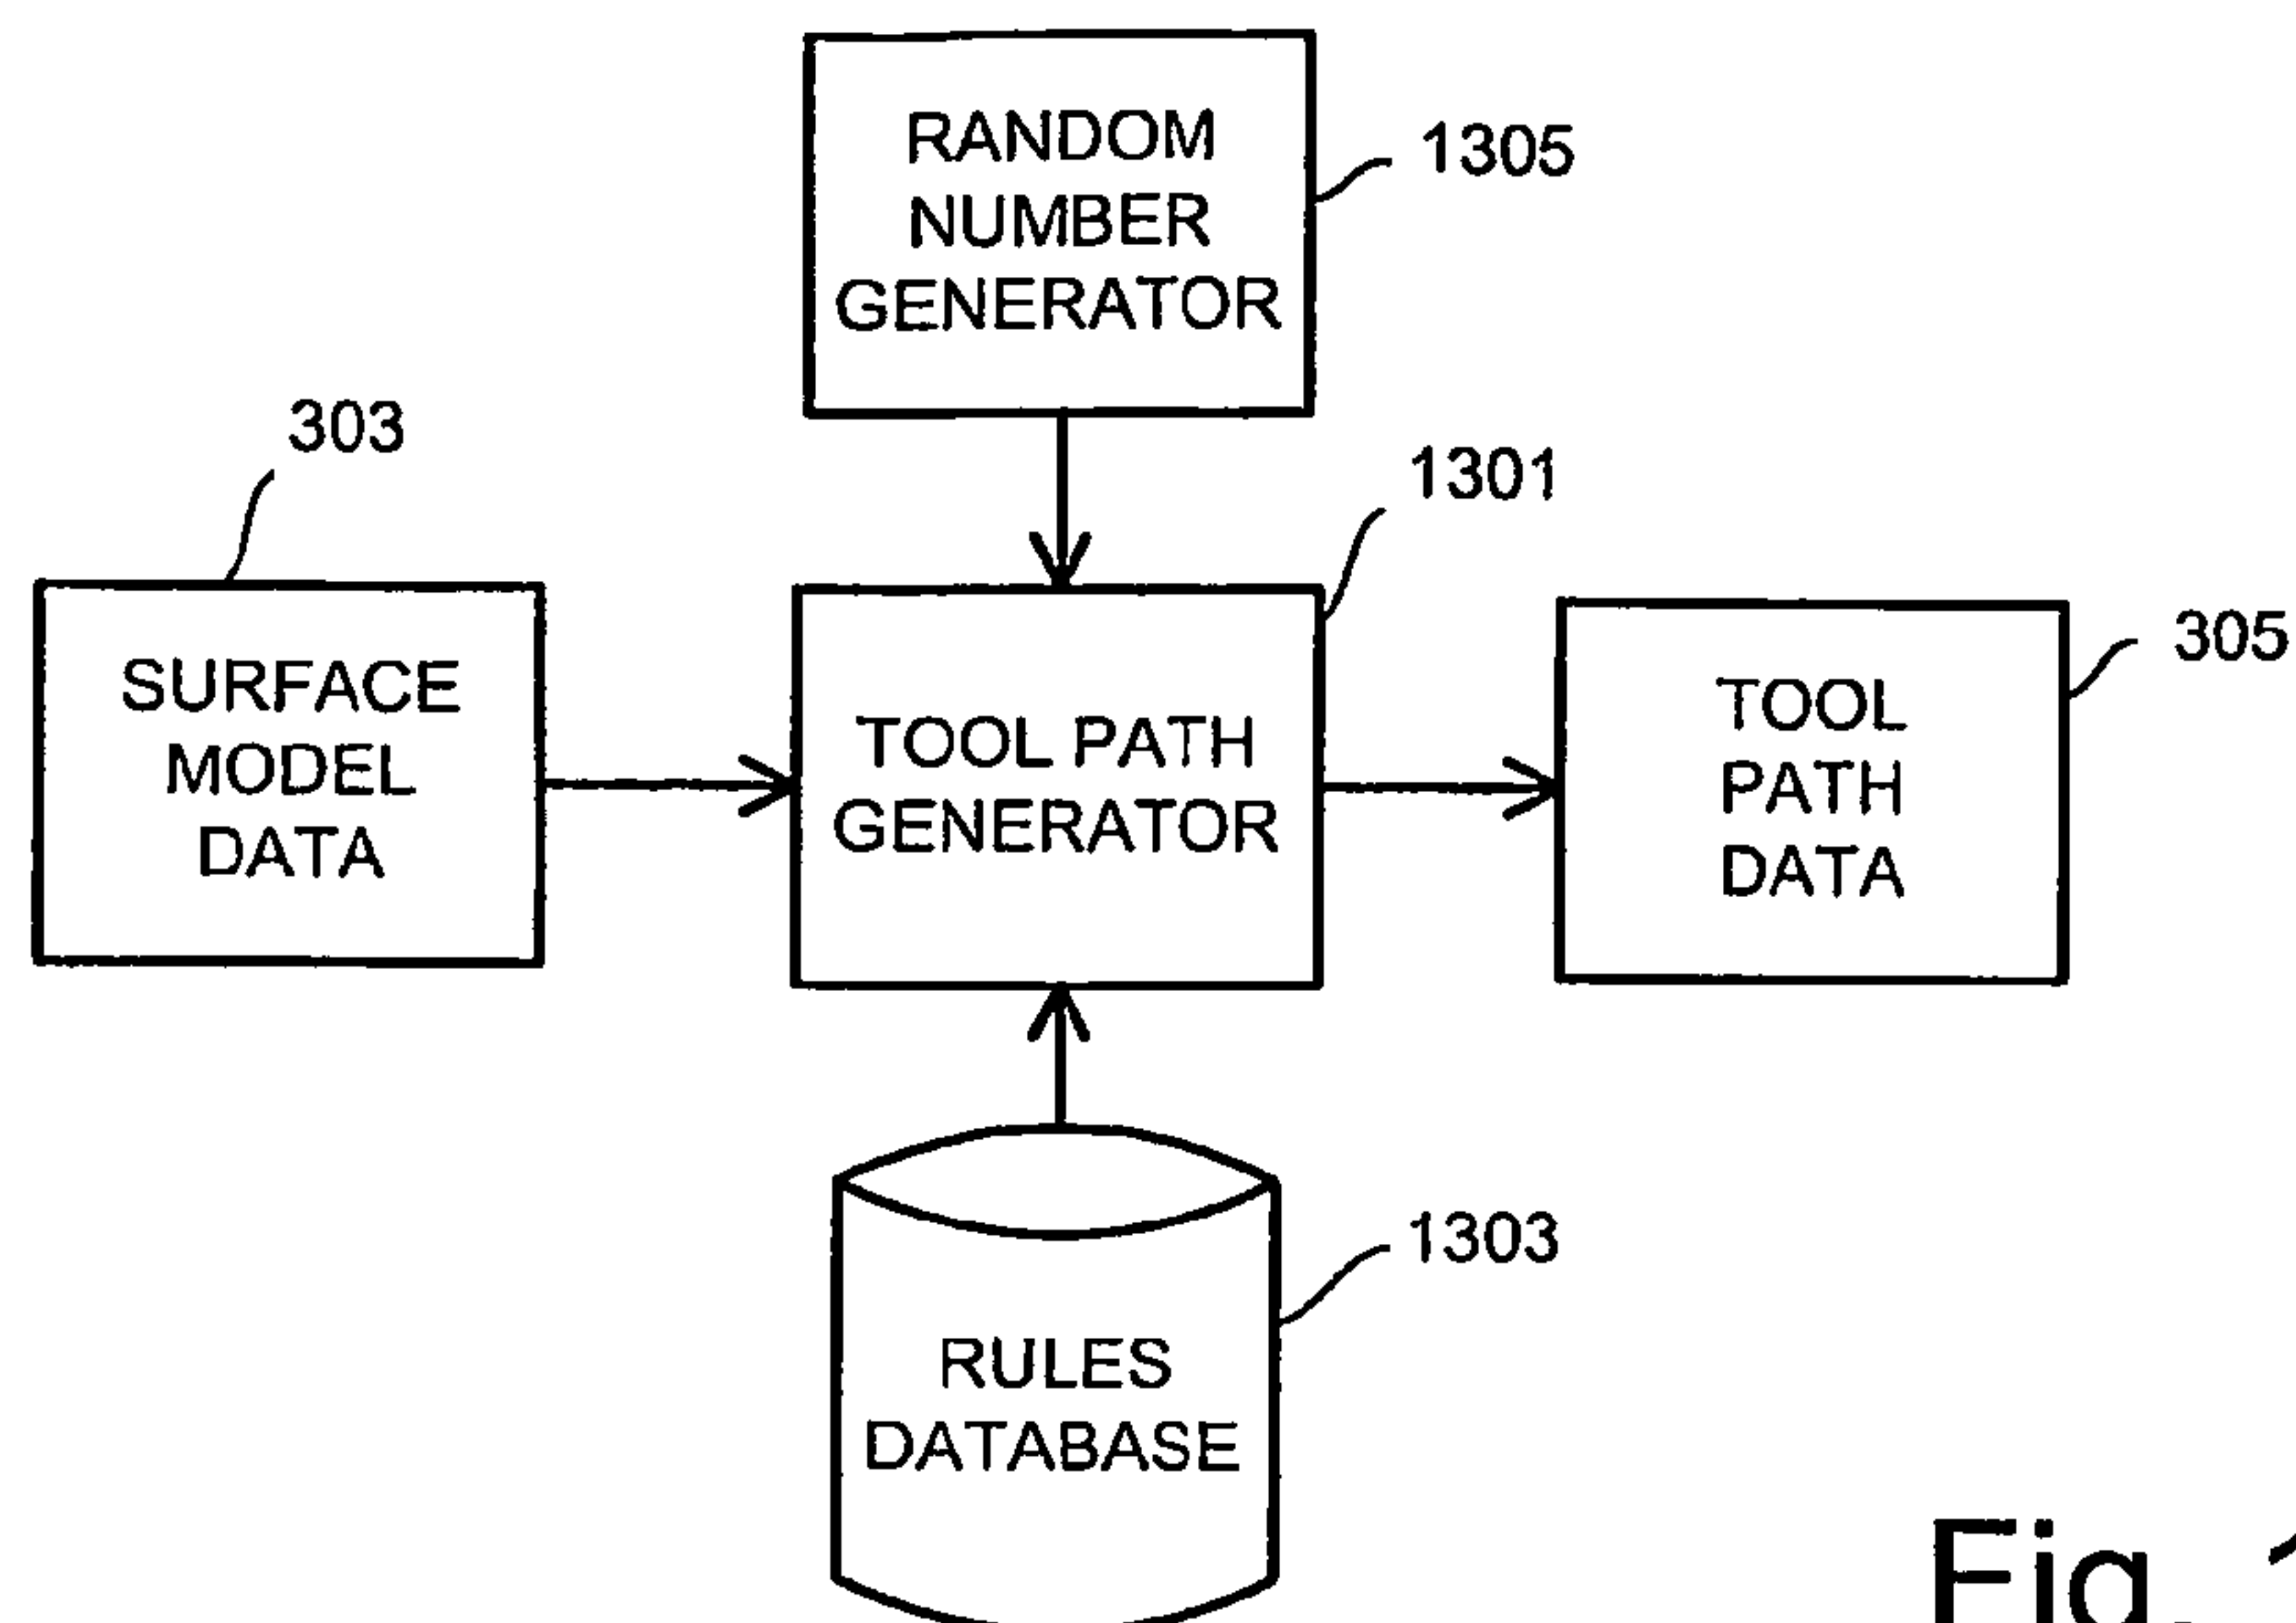 RANDOM
NUMBER
GENERATOR
1305
303
1301
SURFACE
MODEL
DATA
TOOL PATH
GENERATOR
305
TOOL
PATH
DATA
1303
RULES
DATABASE
Fig.